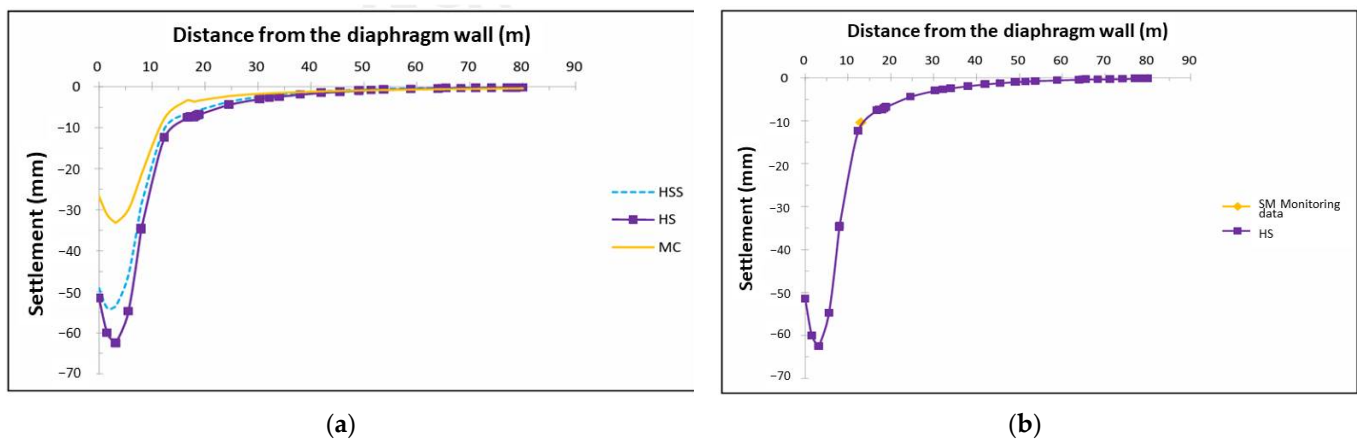 Distance from the diaphragm wall (m)
0 10 20 30 40 50 60 70 80 90
Settlement (mm)
0
−10
−20
−30
−40
−50
−60
−70
HSS
HS
MC
(a)
Distance from the diaphragm wall (m)
0 10 20 30 40 50 60 70 80 90
Settlement (mm)
0
−10
−20
−30
−40
−50
−60
−70
SM Monitoring
data
HS
(b)